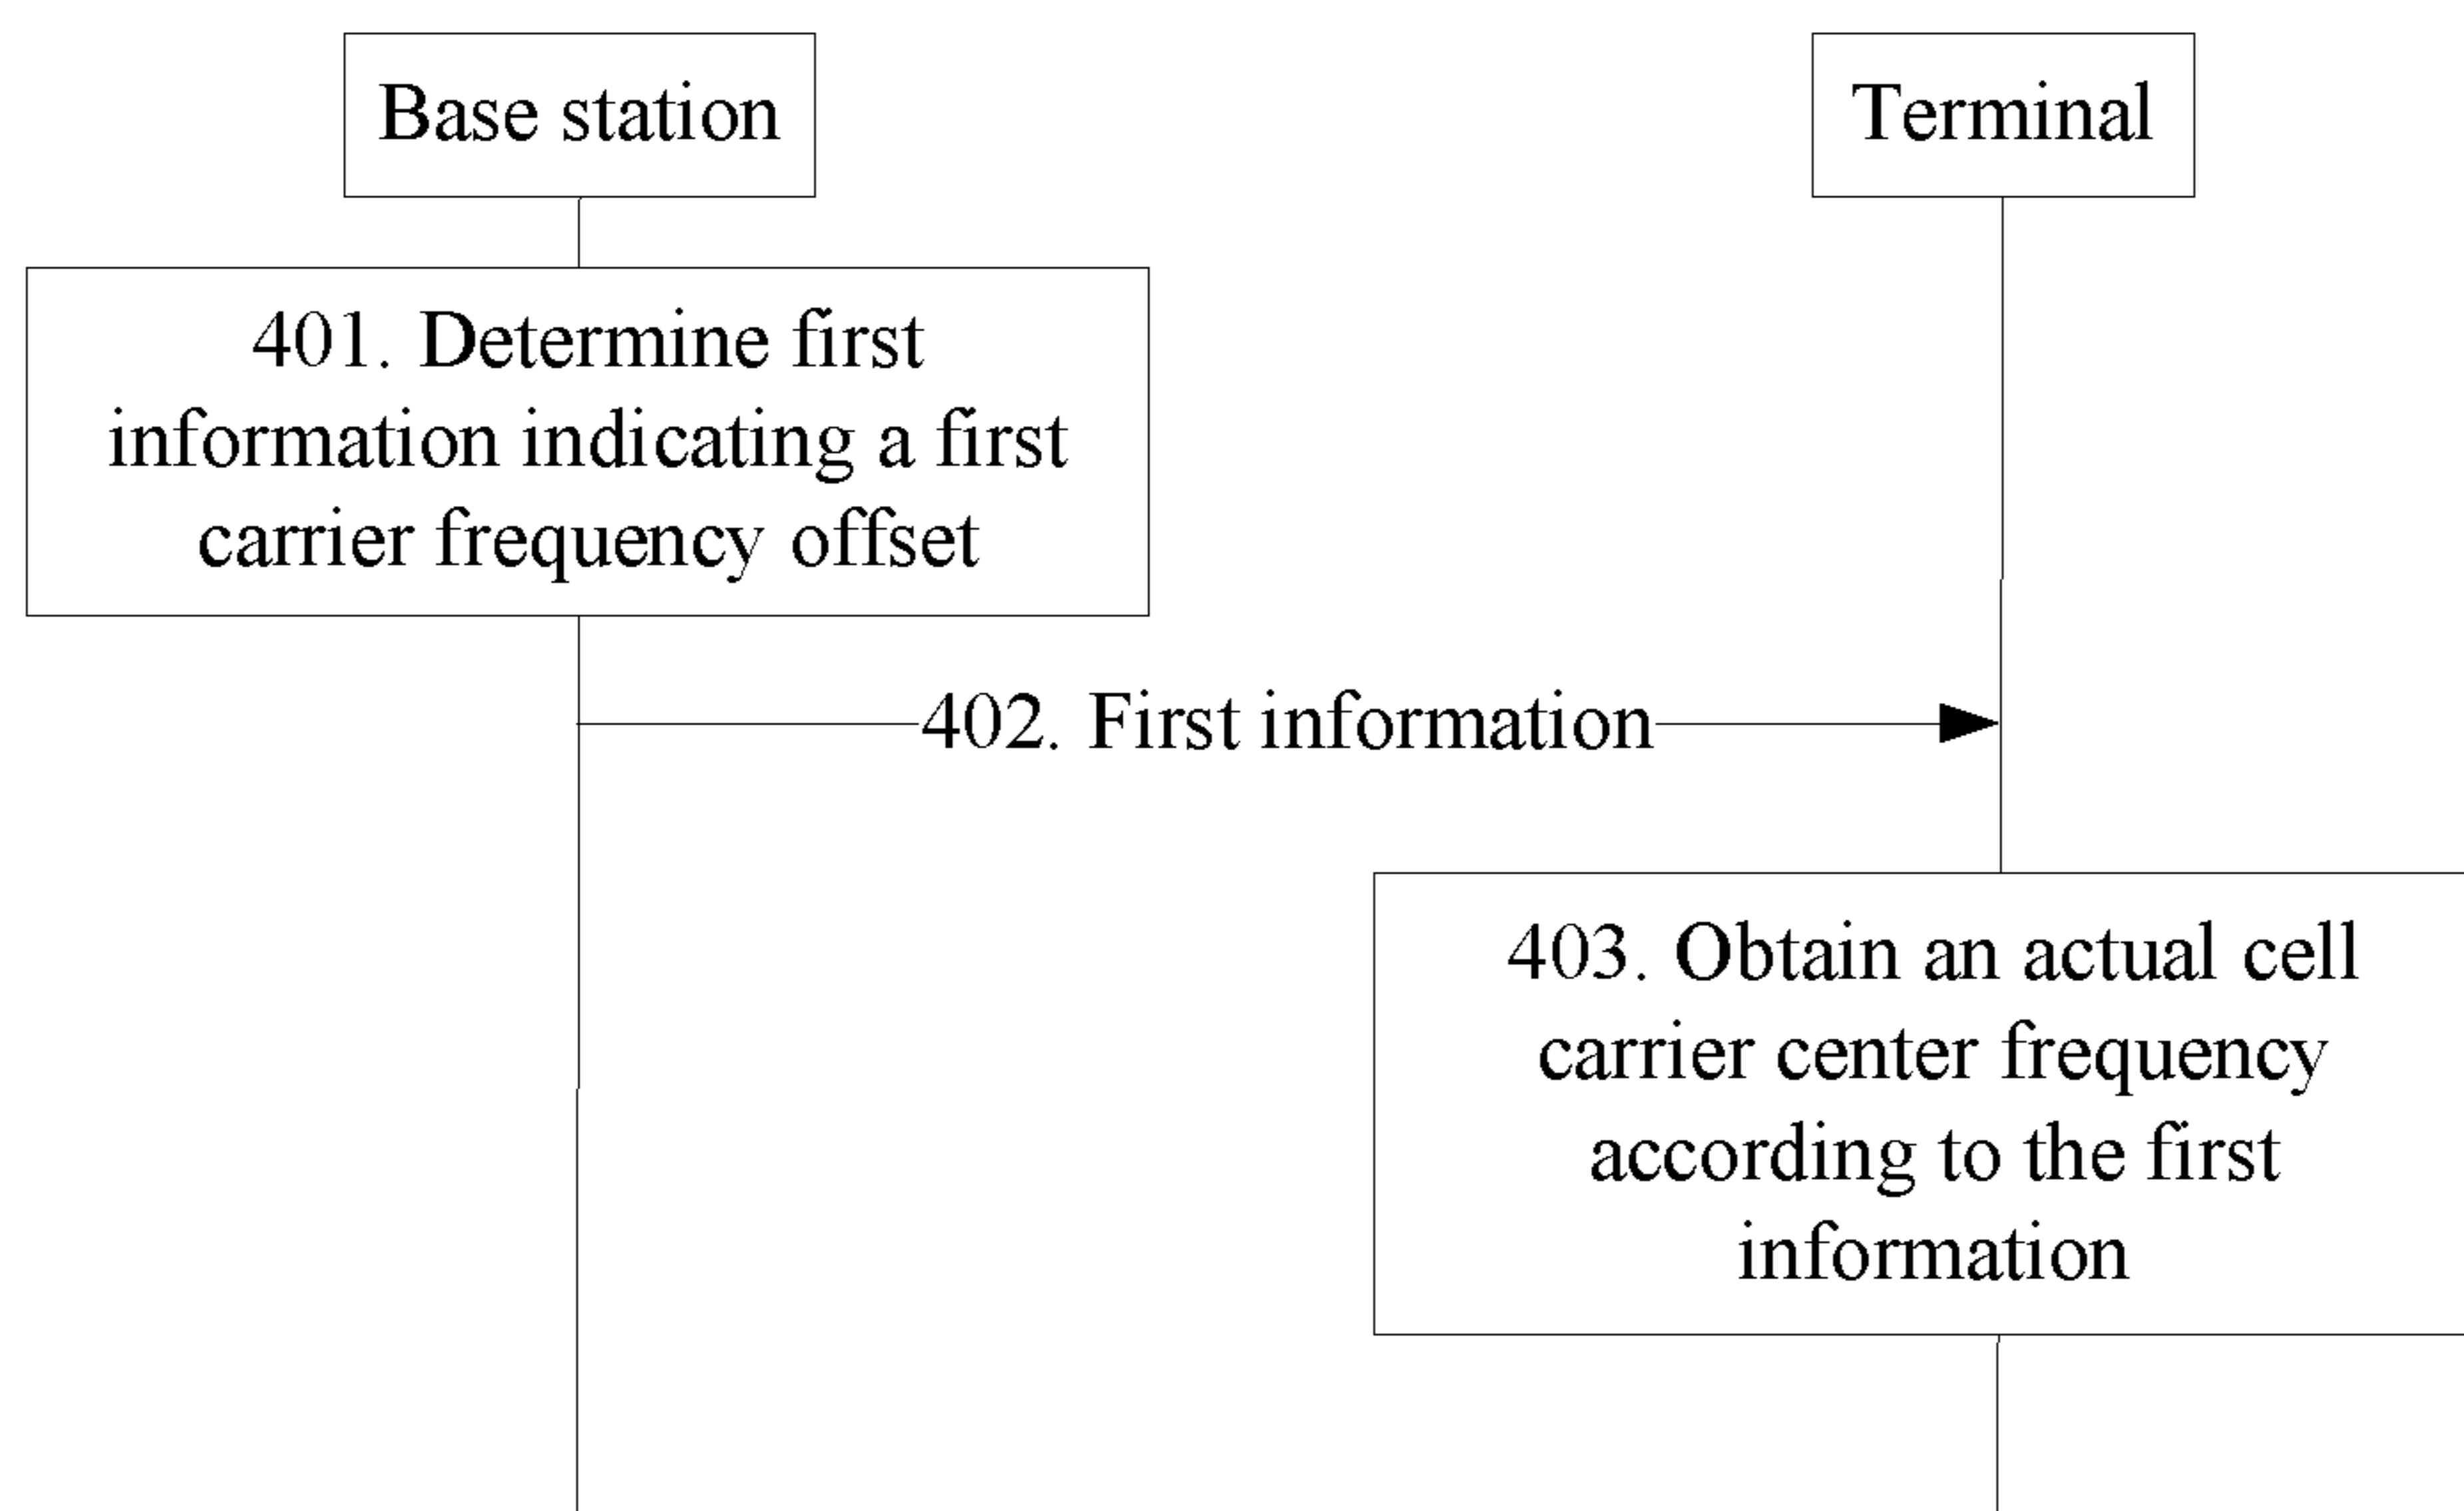 Base station
Terminal
401. Determine first
information indicating a first
carrier frequency offset
402. First information
403. Obtain an actual cell
carrier center frequency
according to the first
information